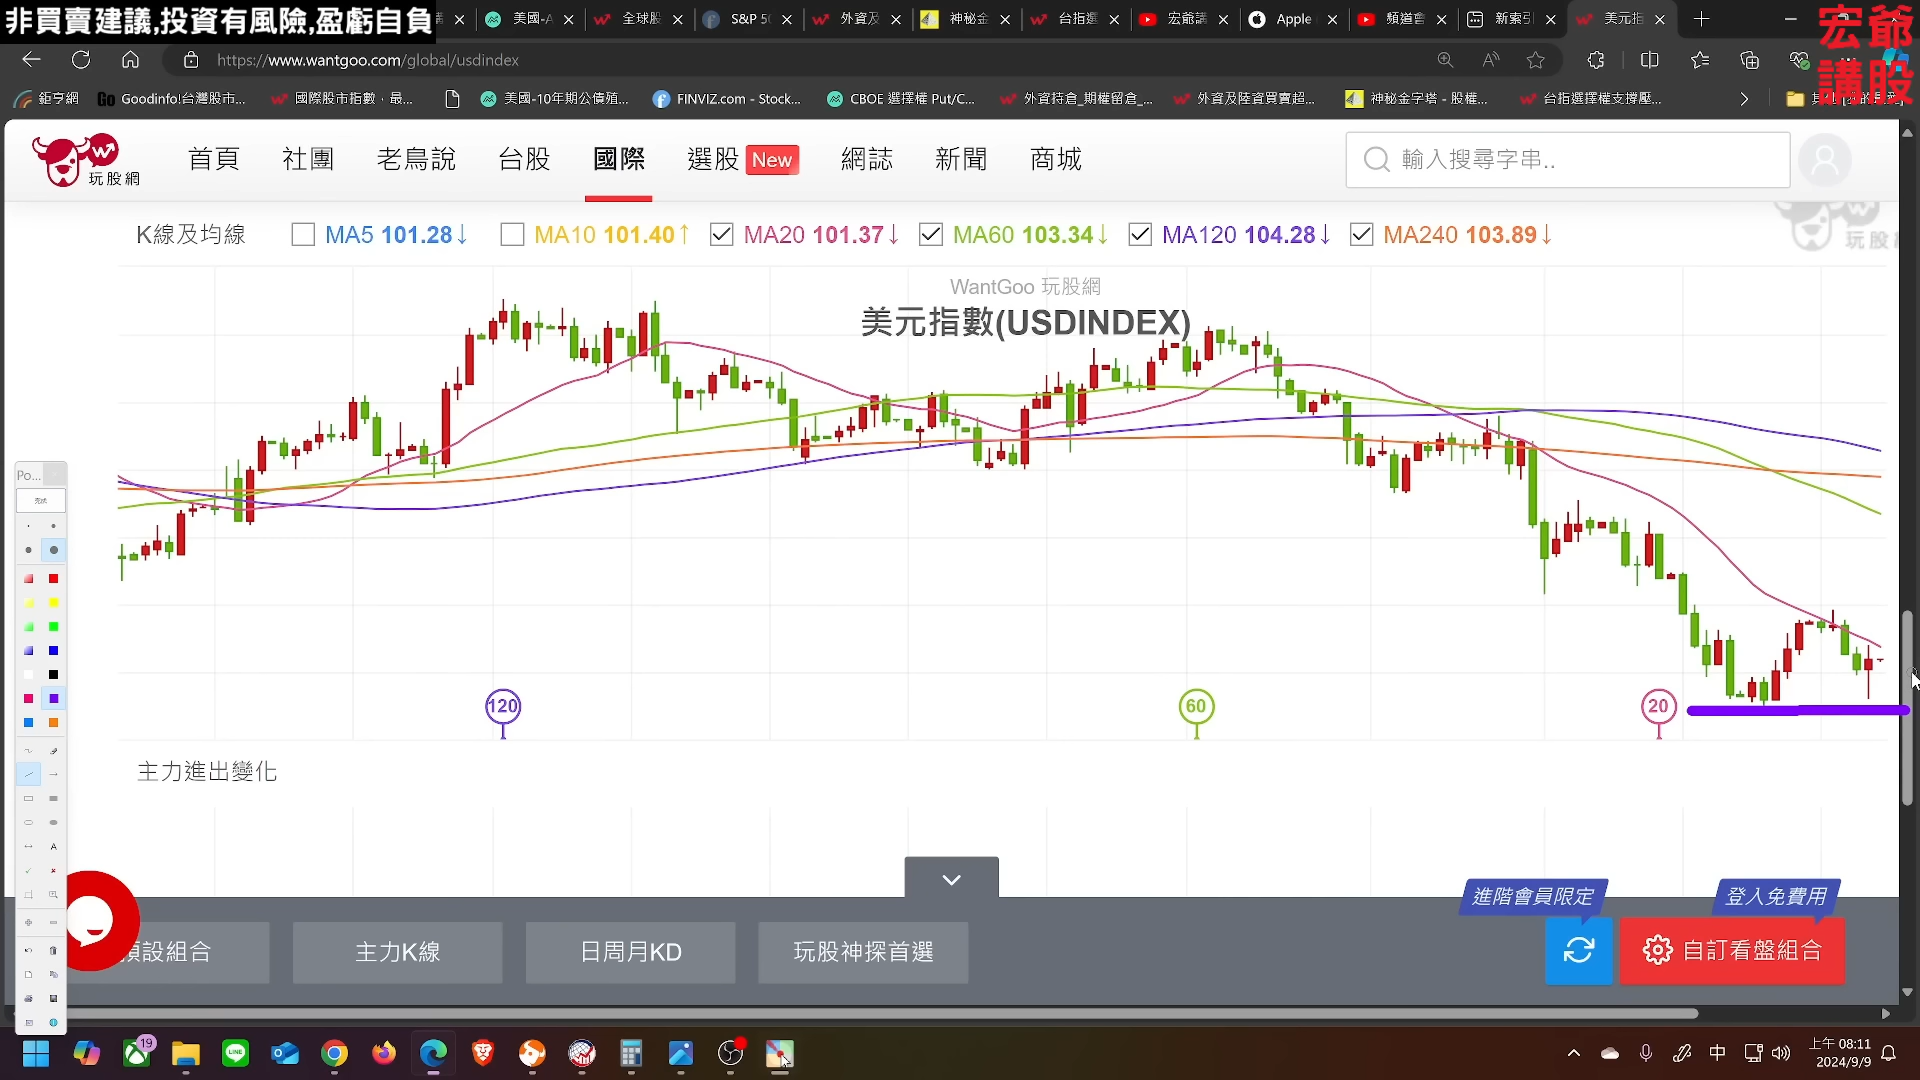 非買賣建議,投資有風險,盈虧自負
美國-A
全球股
S&P 50
外資及
神秘金
台指選
宏爺講
Apple
頻道會
新索引
美元指
宏爺
講股
https://www.wantgoo.com/global/usdindex
鉅亨網
Goodinfo!台灣股市...
國際股市指數﹒最...
美國-10年期公債殖...
FINVIZ.com - Stock...
CBOE 選擇權 Put/C...
外資持倉_期權留倉_...
外資及陸資買賣超...
神秘金字塔 - 股權...
台指選擇權支撐壓...
玩股網
首頁
社團
老鳥說
台股
國際
選股 New
網誌
新聞
商城
輸入搜尋字串..
K線及均線
MA5 101.28↓
MA10 101.40↑
MA20 101.37↓
MA60 103.34↓
MA120 104.28↓
MA240 103.89↓
玩股
WantGoo 玩股網
美元指數(USDINDEX)
Po...
完成
120
60
20
主力進出變化
進階會員限定
登入免費用
設組合
主力K線
日周月KD
玩股神探首選
自訂看盤組合
19
LINE
中
上午 08:11
2024/9/9